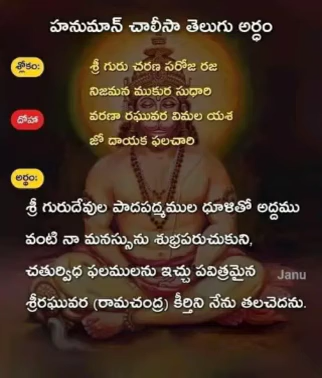 హనుమాన్ చాలీసా తెలుగు అర్ధం
శ్లోకం:
శ్రీ గురు చరణ సరోజ రజ
నిజమన ముకుర సుధారి
దోహా
వరణా రఘువర విమల యశ
జో దాయక ఫలచారి
అర్థం:
శ్రీ గురుదేవుల పాదపద్మముల ధూళితో అద్దము
వంటి నా మనస్సును శుభ్రపరుచుకుని,
చతుర్విధ ఫలములను ఇచ్చు పవిత్రమైన
Janu
శ్రీరఘువర (రామచంద్ర) కీర్తిని నేను తలచెదను.